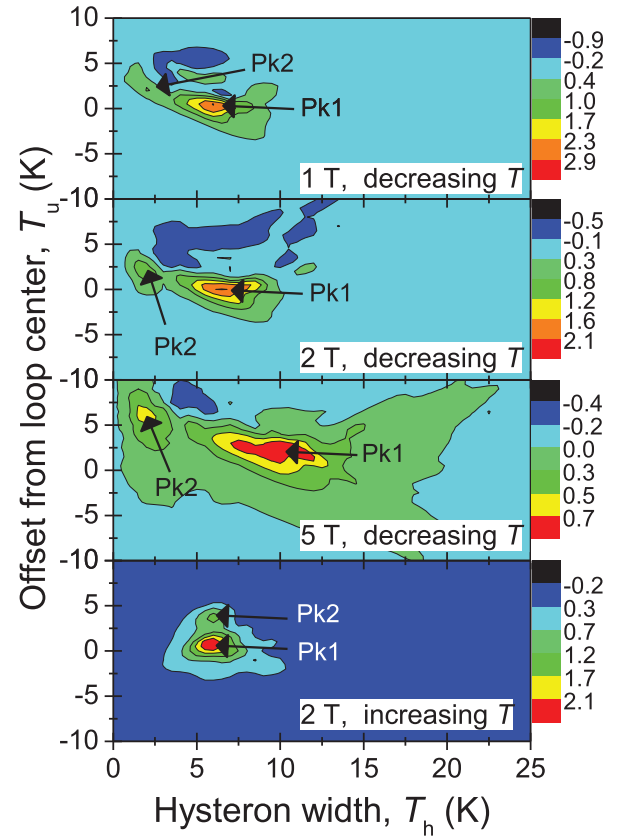 Offset from loop center, Tu (K)
10
5
0
-5
-10
Pk2
Pk1
1 T, decreasing T
-0.9
-0.2
0.4
1.0
1.7
2.3
2.9
5
0
-5
-10
Pk1
Pk2
2 T, decreasing T
-0.5
-0.1
0.3
0.8
1.2
1.6
2.1
5
0
-5
-10
Pk1
Pk2
5 T, decreasing T
-0.4
-0.2
0.0
0.3
0.5
0.7
5
0
-5
-10
Pk2
Pk1
2 T, increasing T
-0.2
0.3
0.7
1.2
1.7
2.1
0 5 10 15 20 25
Hysteron width, Th (K)